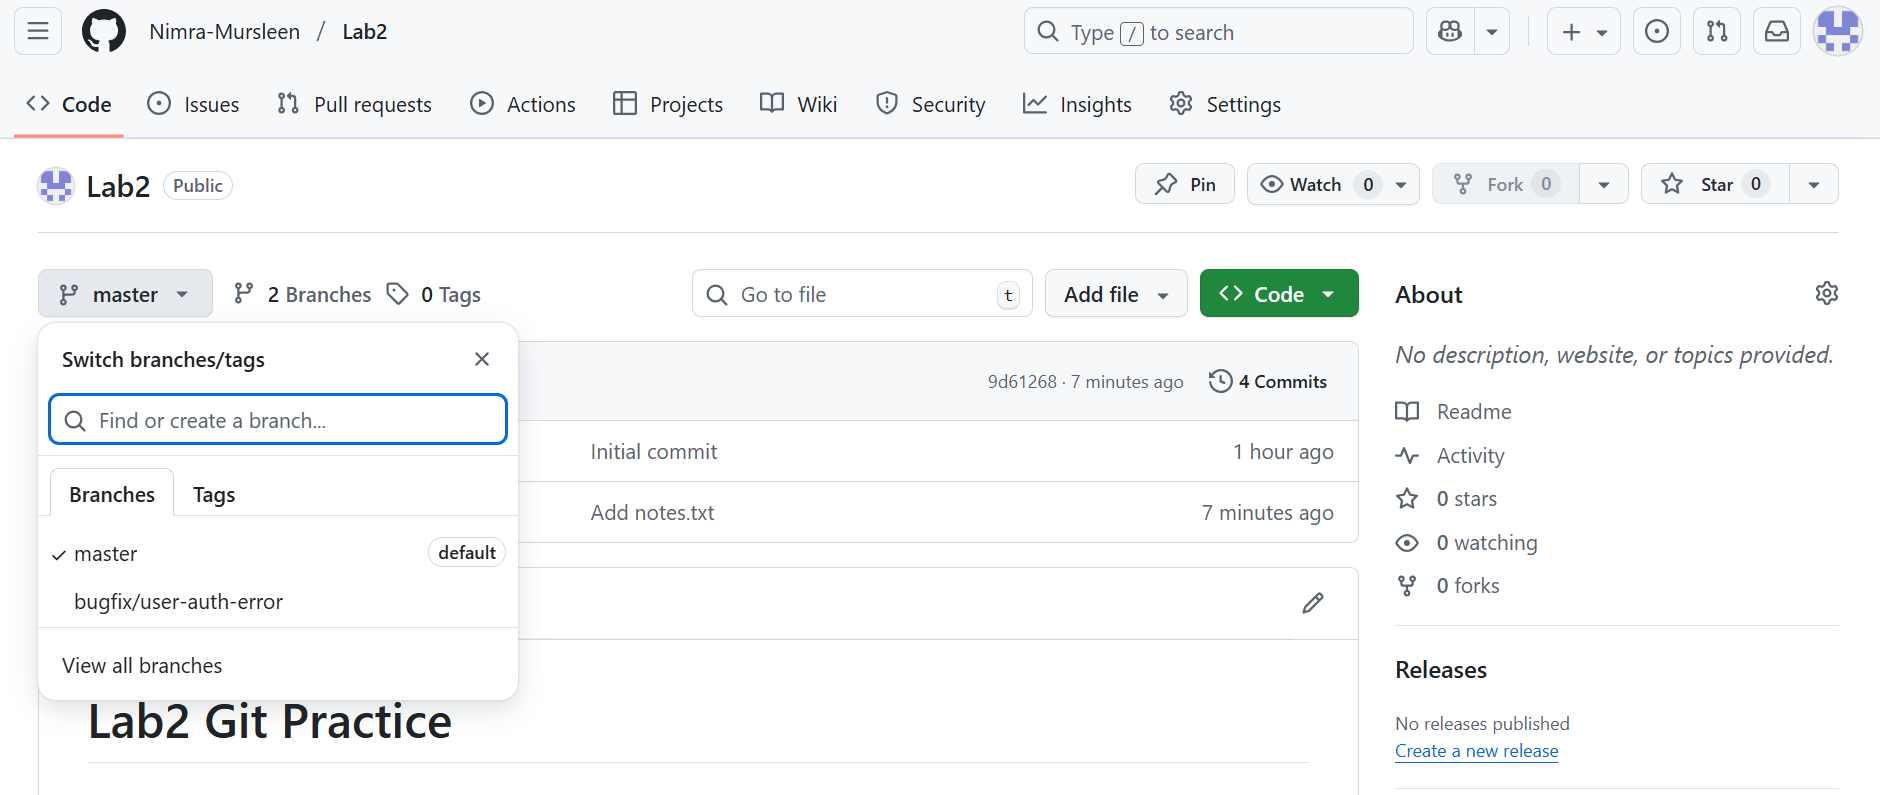 Nimra-Mursleen / Lab2
Type / to search
Code Issues Pull requests Actions Projects Wiki Security Insights Settings
Lab2 Public
Pin Watch 0 Fork 0 Star 0
master 2 Branches 0 Tags
Go to file t Add file Code
Switch branches/tags
Find or create a branch...
Branches Tags
master default
bugfix/user-auth-error
View all branches
9d61268 · 7 minutes ago 4 Commits
Initial commit 1 hour ago
Add notes.txt 7 minutes ago
Lab2 Git Practice
About
No description, website, or topics provided.
Readme
Activity
0 stars
0 watching
0 forks
Releases
No releases published
Create a new release